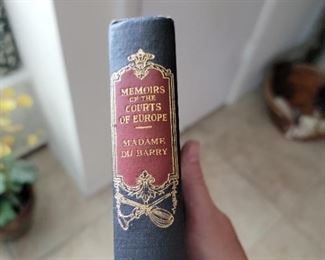 MEMOIRS
OF THE
COURTS
OF EUROPE
MADAME
DU BARRY